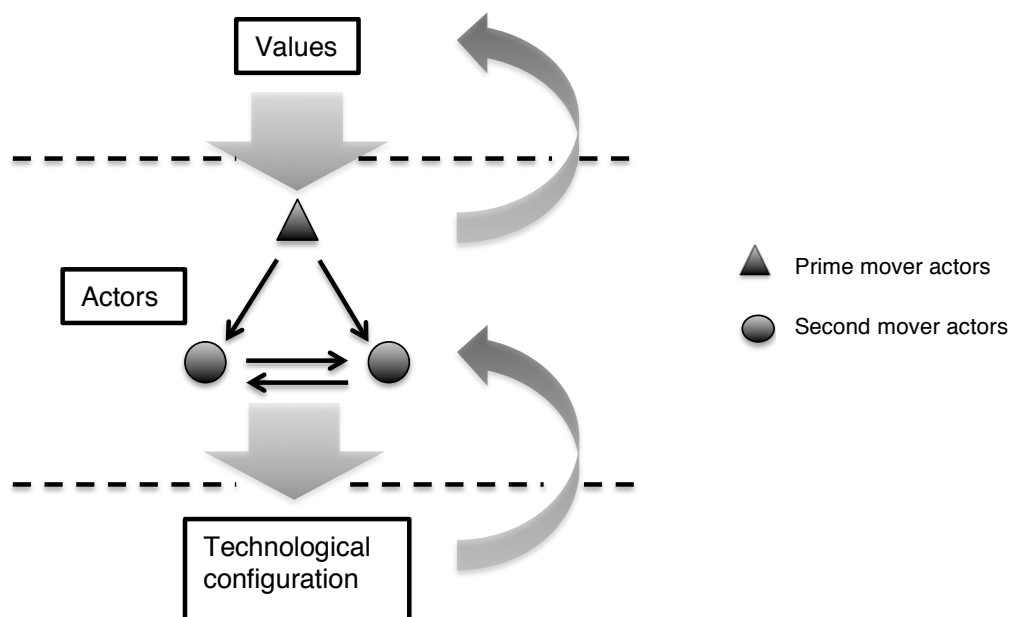 Values
Actors
Prime mover actors
Second mover actors
Technological
configuration